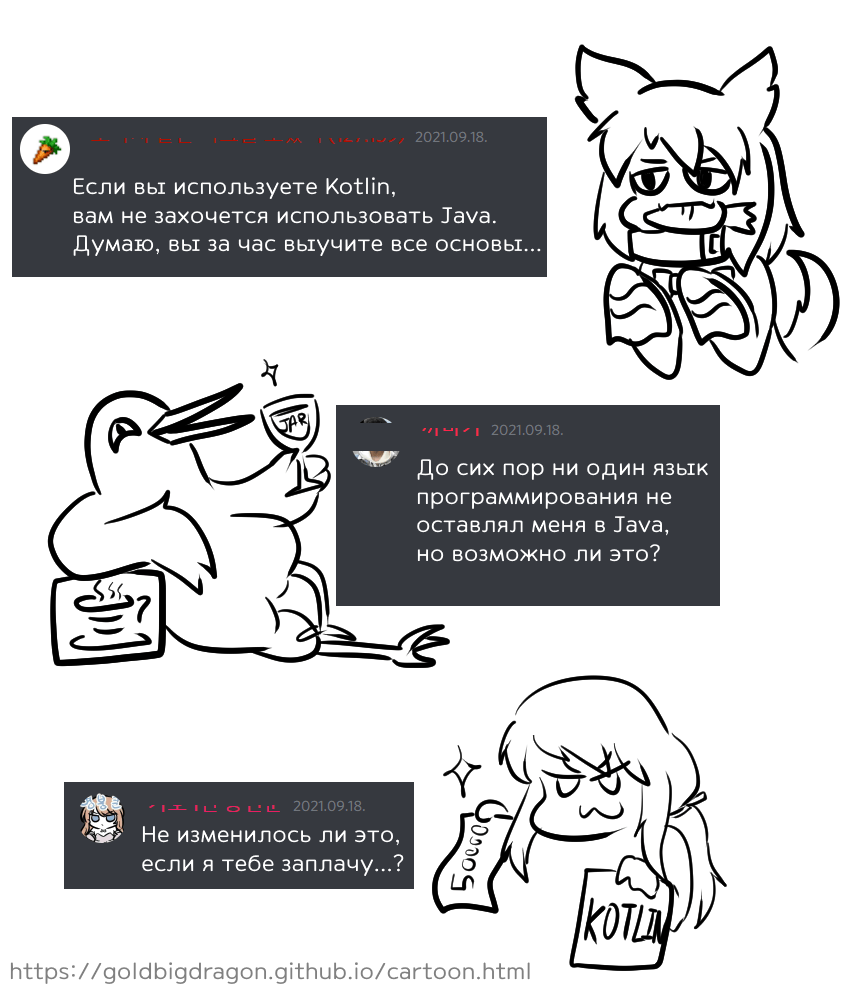 2021.09.18.
Если вы используете Kotlin,
вам не захочется использовать Java.
Думаю, вы за час выучите все основы...
JAR
2021.09.18.
До сих пор ни один язык
программирования не
оставлял меня в Java,
но возможно ли это?
7
2021.09.18.
Не изменилось ли это,
если я тебе заплачу...?
50000
KOTLIN
https://goldbigdragon.github.io/cartoon.html